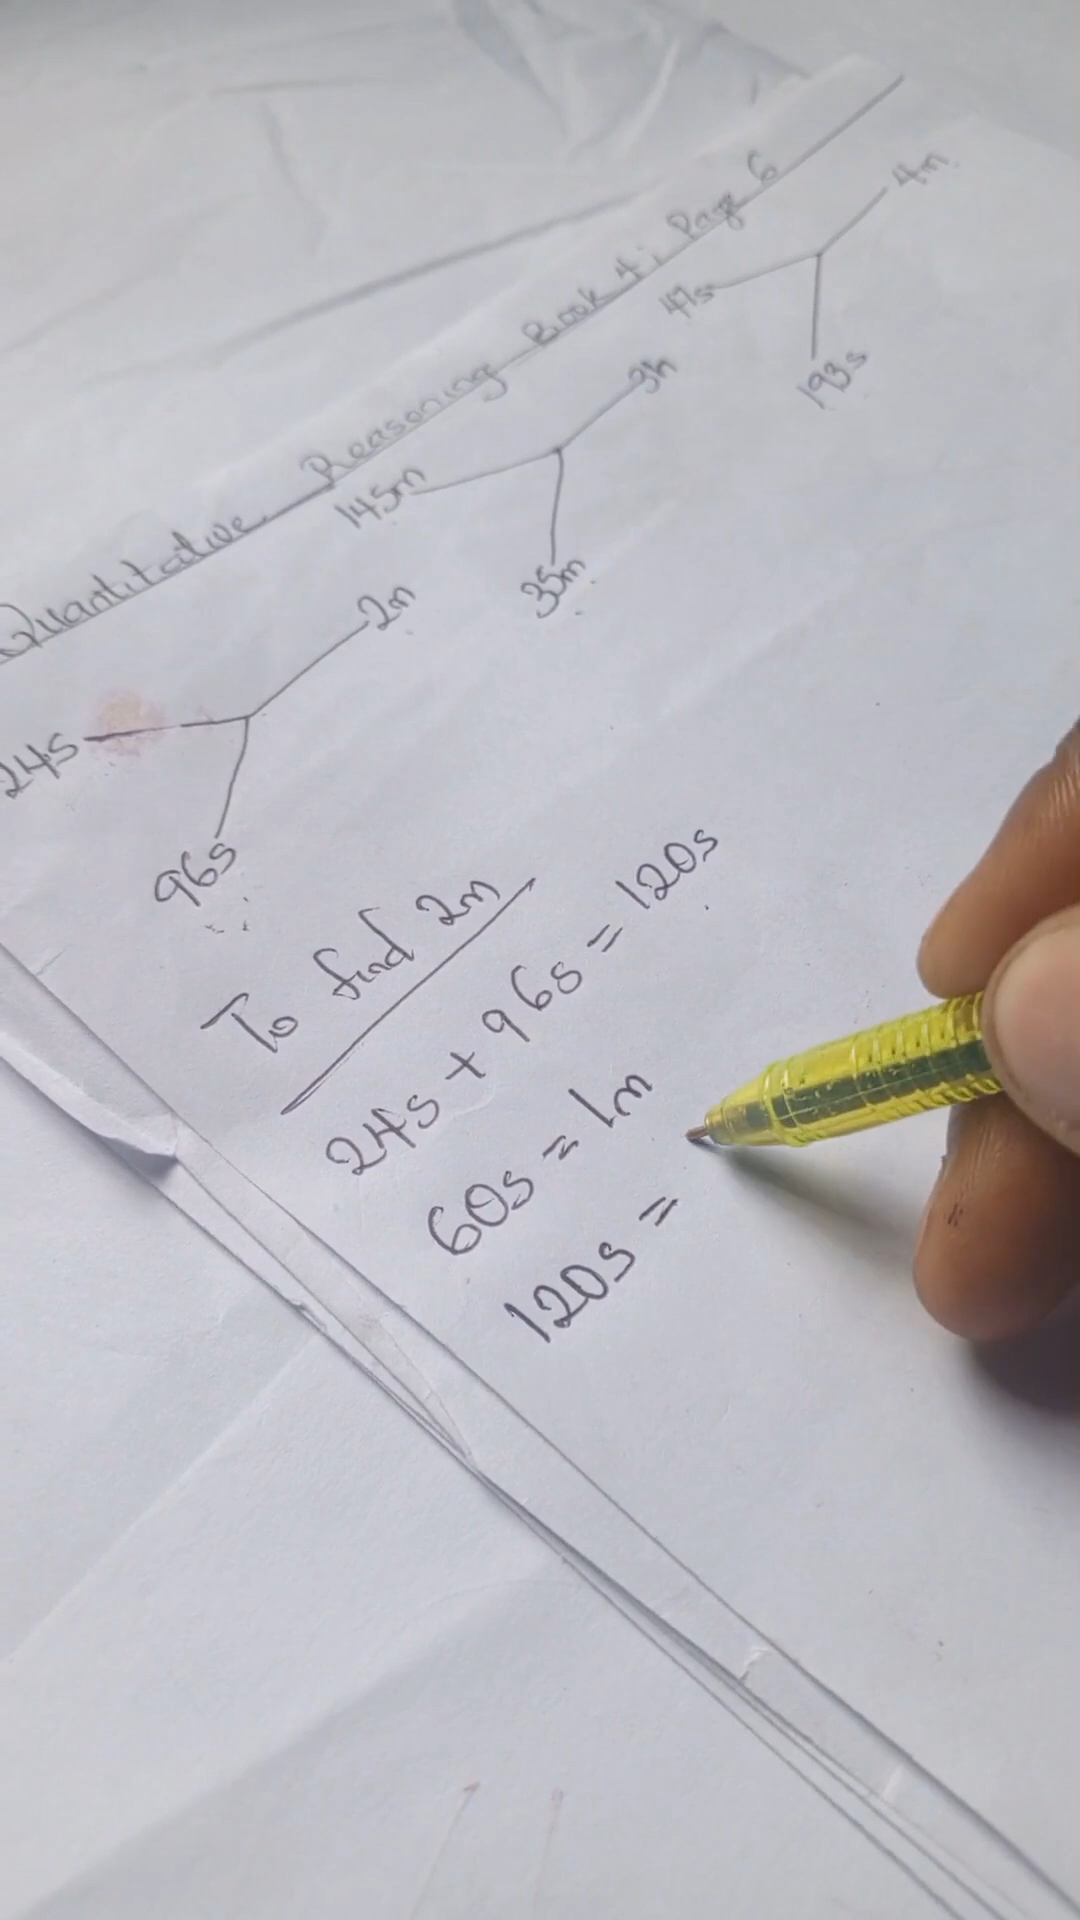 Quantitative Reasoning Book 4; Page 6
24s
2m
96s
145m
3h
35m
47s
4m
193s
To find 2m
24s + 96s = 120s
60s = 1m
120s =